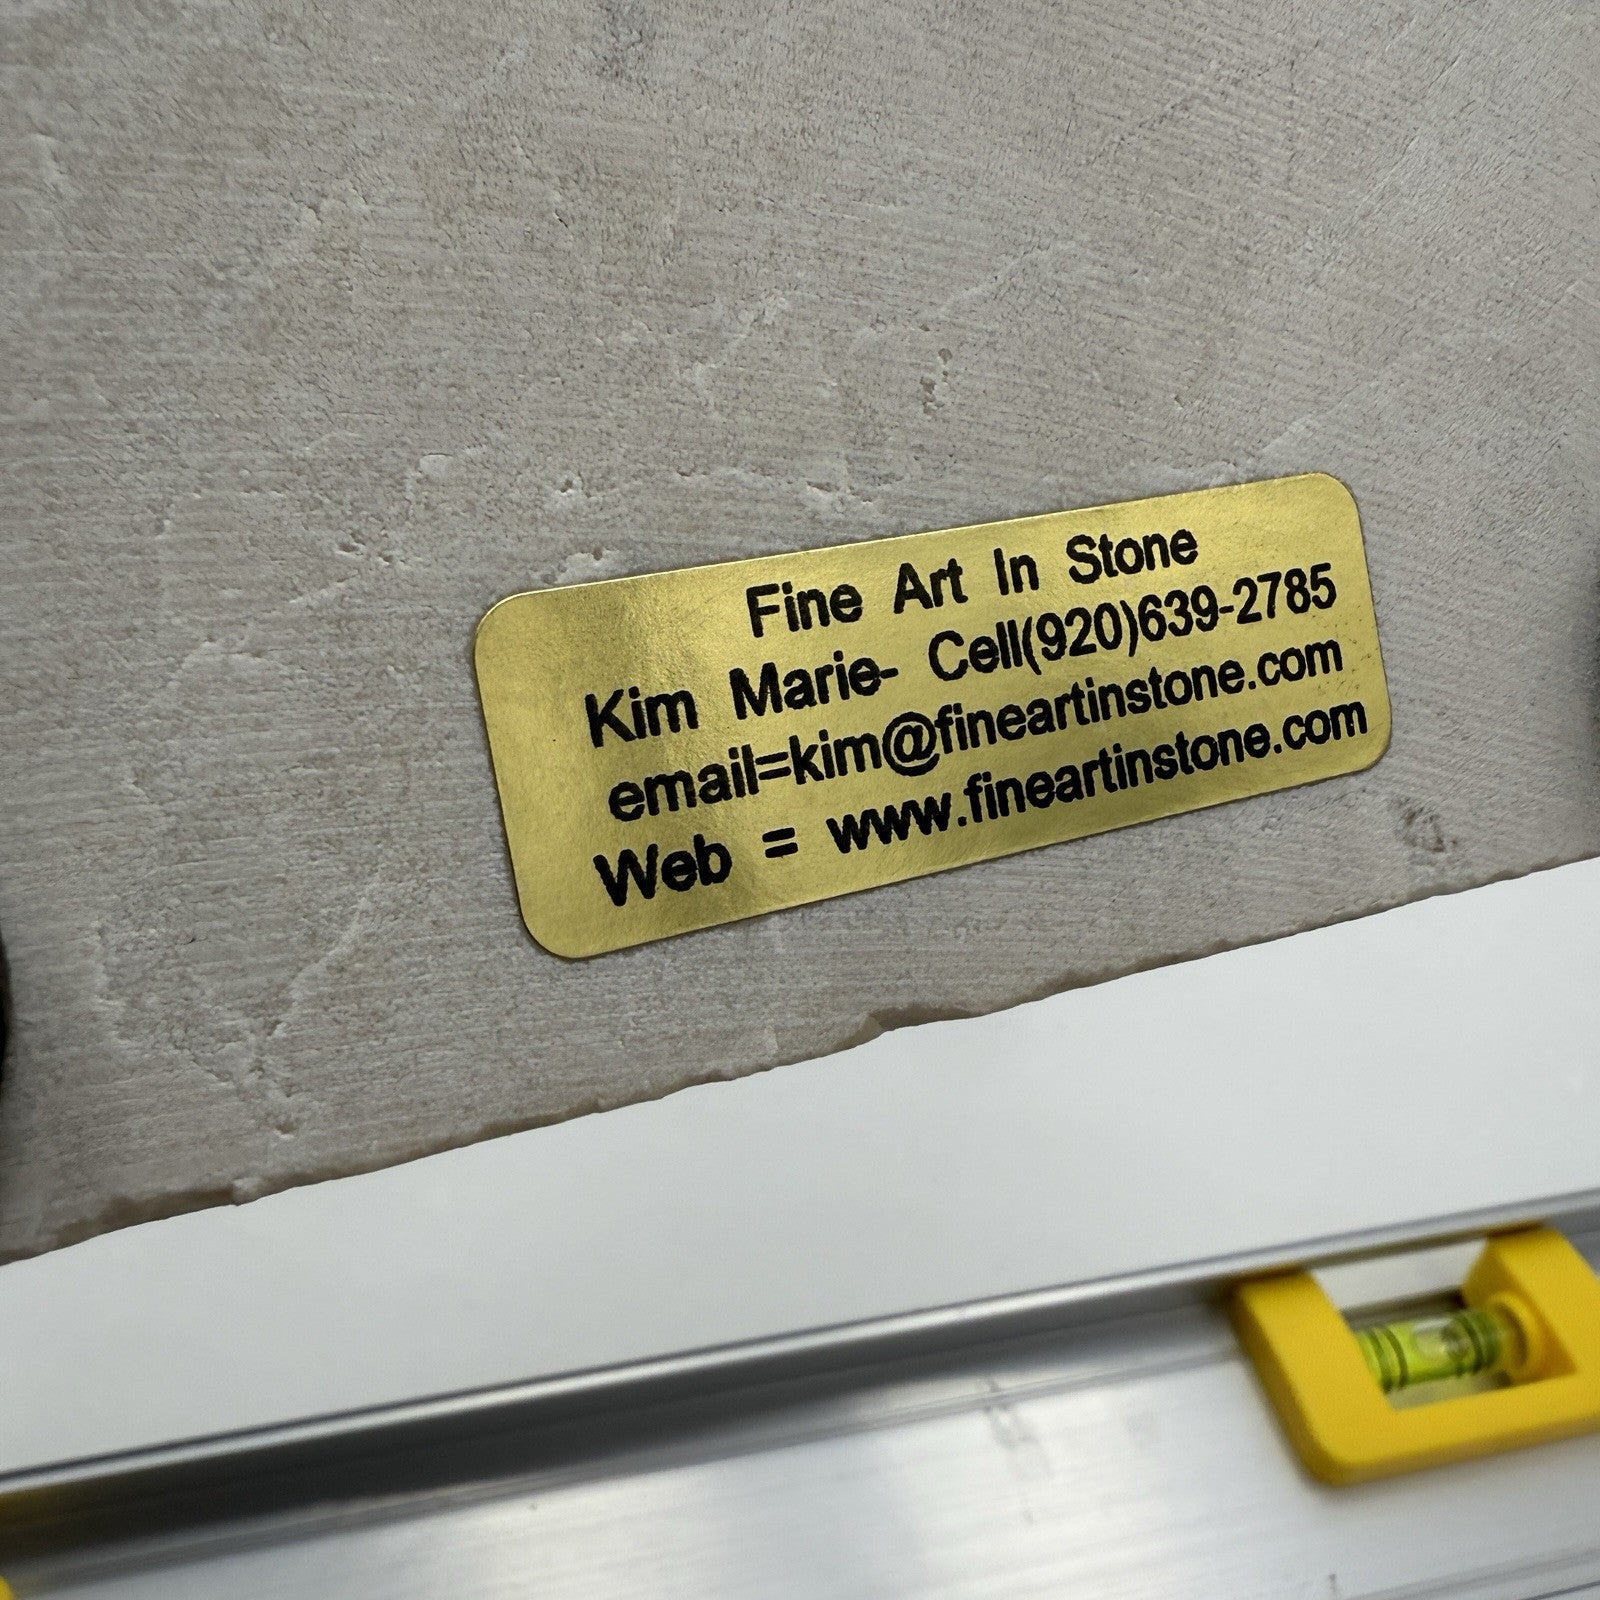 Fine Art In Stone
Kim Marie- Cell(920)639-2785
email=kim@fineartinstone.com
Web = www.fineartinstone.com